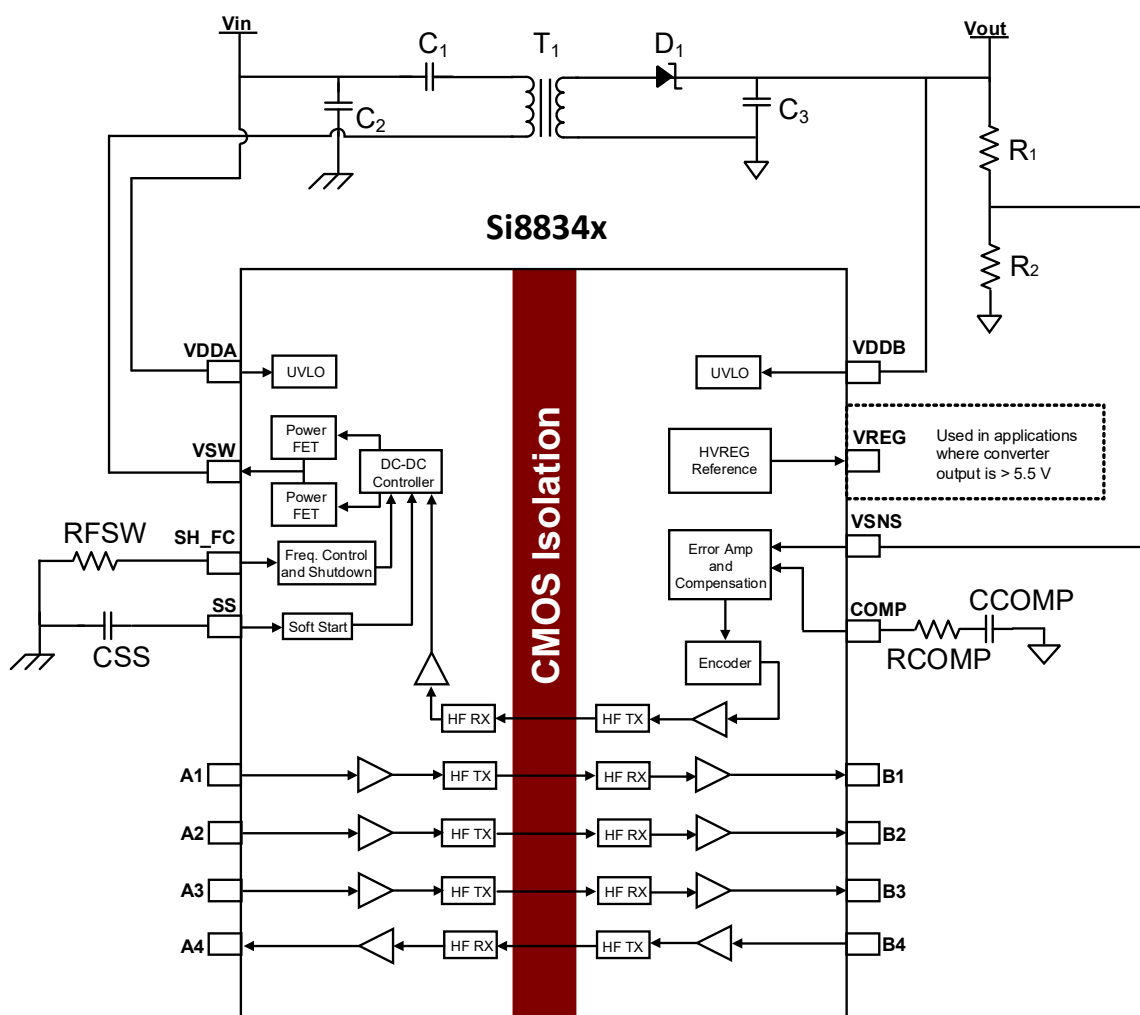 Vin
Vout
C1
T1
D1
C2
C3
R1
R2
Si8834x
VDDA
UVLO
UVLO
VDDB
Power
FET
VSW
DC-DC
Controller
Power
FET
HVREG
Reference
VREG
Used in applications
where converter
output is > 5.5 V
CMOS Isolation
RFSW
SH_FC
Freq. Control
and Shutdown
SS
Soft Start
CSS
VSNS
Error Amp
and
Compensation
COMP
CCOMP
RCOMP
Encoder
HF RX
HF TX
A1
HF TX
HF RX
B1
A2
HF TX
HF RX
B2
A3
HF TX
HF RX
B3
A4
HF RX
HF TX
B4